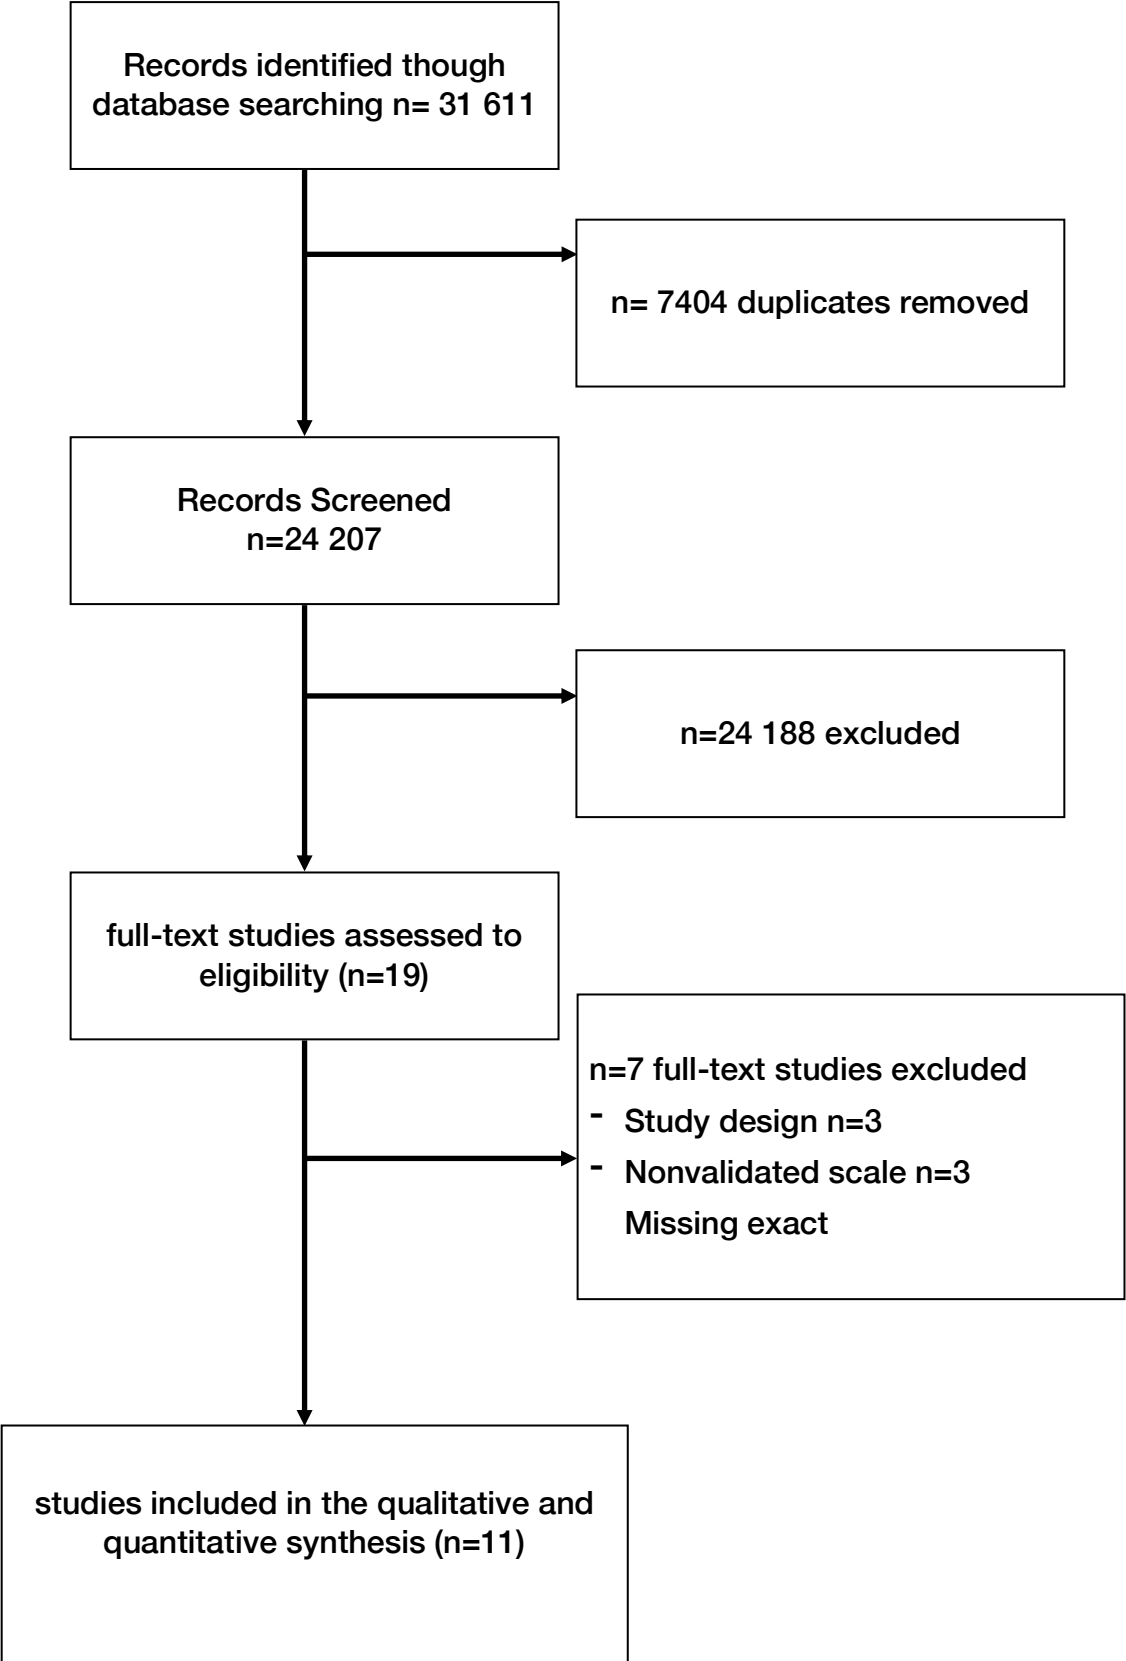 Records identified though
database searching n= 31 611
n= 7404 duplicates removed
Records Screened
n=24 207
n=24 188 excluded
full-text studies assessed to
eligibility (n=19)
n=7 full-text studies excluded
- Study design n=3
- Nonvalidated scale n=3
Missing exact
studies included in the qualitative and
quantitative synthesis (n=11)